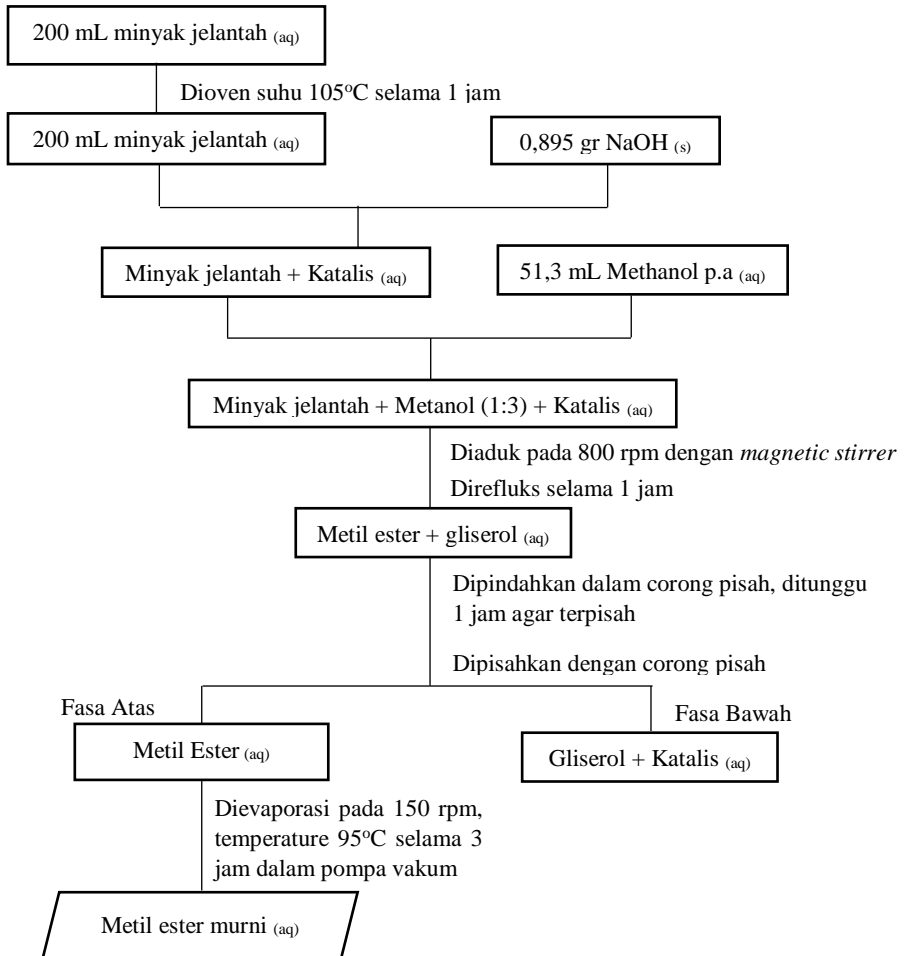 200 mL minyak jelantah (aq)
Dioven suhu 105°C selama 1 jam
200 mL minyak jelantah (aq)
0,895 gr NaOH (s)
Minyak jelantah + Katalis (aq)
51,3 mL Methanol p.a (aq)
Minyak jelantah + Metanol (1:3) + Katalis (aq)
Diaduk pada 800 rpm dengan magnetic stirrer
Direfluks selama 1 jam
Metil ester + gliserol (aq)
Dipindahkan dalam corong pisah, ditunggu
1 jam agar terpisah
Dipisahkan dengan corong pisah
Fasa Atas
Fasa Bawah
Metil Ester (aq)
Gliserol + Katalis (aq)
Dievaporasi pada 150 rpm,
temperature 95°C selama 3
jam dalam pompa vakum
Metil ester murni (aq)